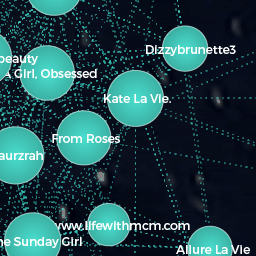 Dizzybrunette3
beauty
A Girl, Obsessed
Kate La Vie.
From Roses
aurzrah
www.lifewithmcm.com
he Sunday Girl
Allure La Vie